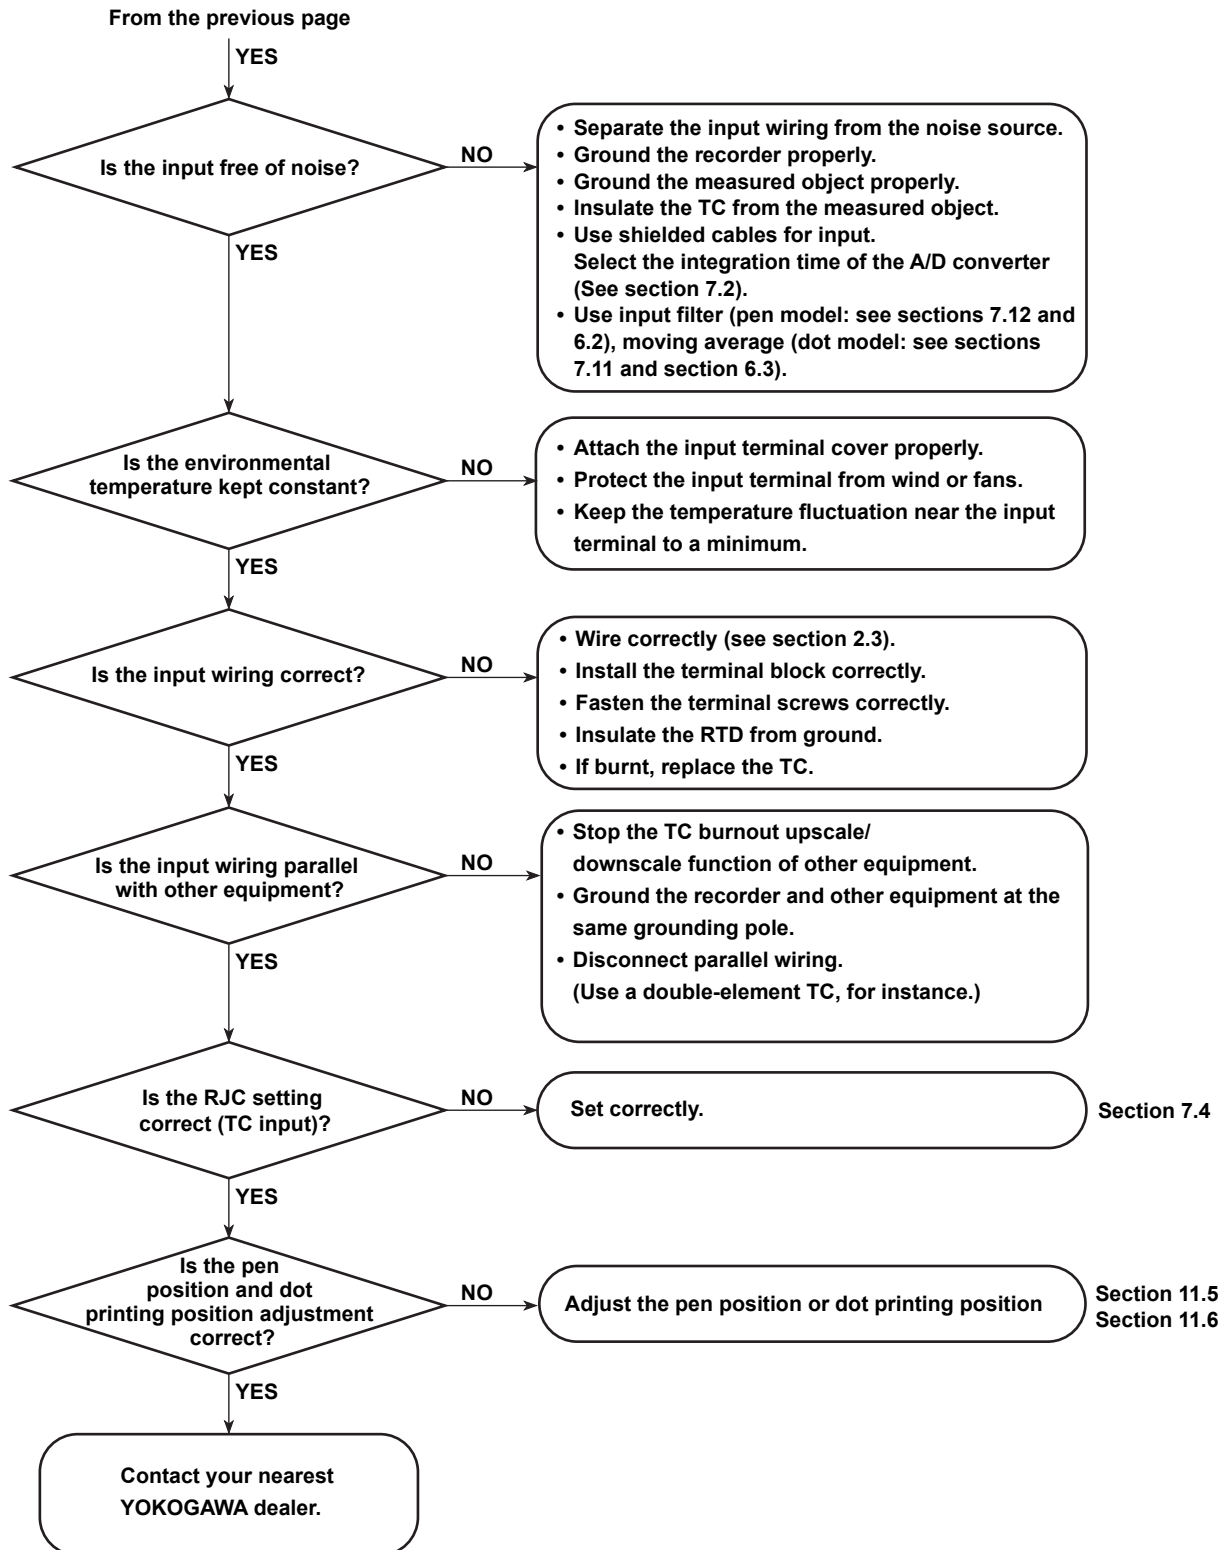 From the previous page
YES
Is the input free of noise?
NO
• Separate the input wiring from the noise source.
• Ground the recorder properly.
• Ground the measured object properly.
• Insulate the TC from the measured object.
• Use shielded cables for input.
Select the integration time of the A/D converter
(See section 7.2).
• Use input filter (pen model: see sections 7.12 and
6.2), moving average (dot model: see sections
7.11 and section 6.3).
YES
Is the environmental
temperature kept constant?
NO
• Attach the input terminal cover properly.
• Protect the input terminal from wind or fans.
• Keep the temperature fluctuation near the input
terminal to a minimum.
YES
Is the input wiring correct?
NO
• Wire correctly (see section 2.3).
• Install the terminal block correctly.
• Fasten the terminal screws correctly.
• Insulate the RTD from ground.
• If burnt, replace the TC.
YES
Is the input wiring parallel
with other equipment?
NO
• Stop the TC burnout upscale/
downscale function of other equipment.
• Ground the recorder and other equipment at the
same grounding pole.
• Disconnect parallel wiring.
(Use a double-element TC, for instance.)
YES
Is the RJC setting
correct (TC input)?
NO
Set correctly.
Section 7.4
YES
Is the pen
position and dot
printing position adjustment
correct?
NO
Adjust the pen position or dot printing position
Section 11.5
Section 11.6
YES
Contact your nearest
YOKOGAWA dealer.